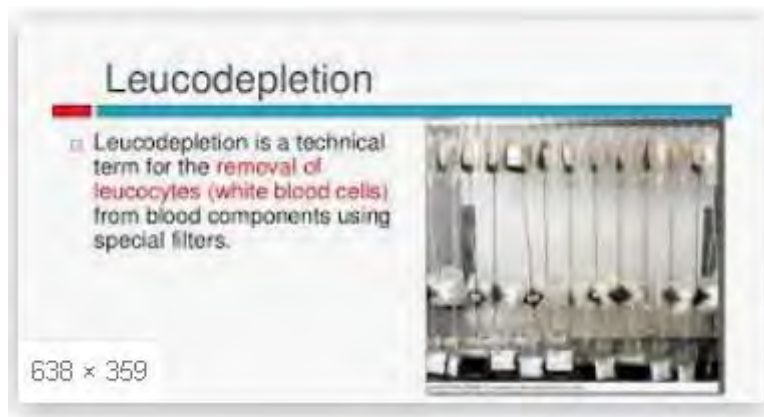 Leucodepletion
Leucodepletion is a technical
term for the removal of
leucocytes (white blood cells)
from blood components using
special filters.
638 × 359